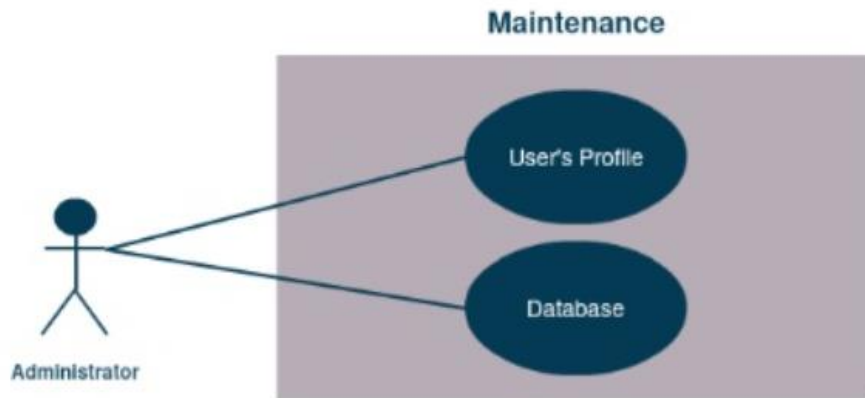 Maintenance
User's Profile
Database
Administrator